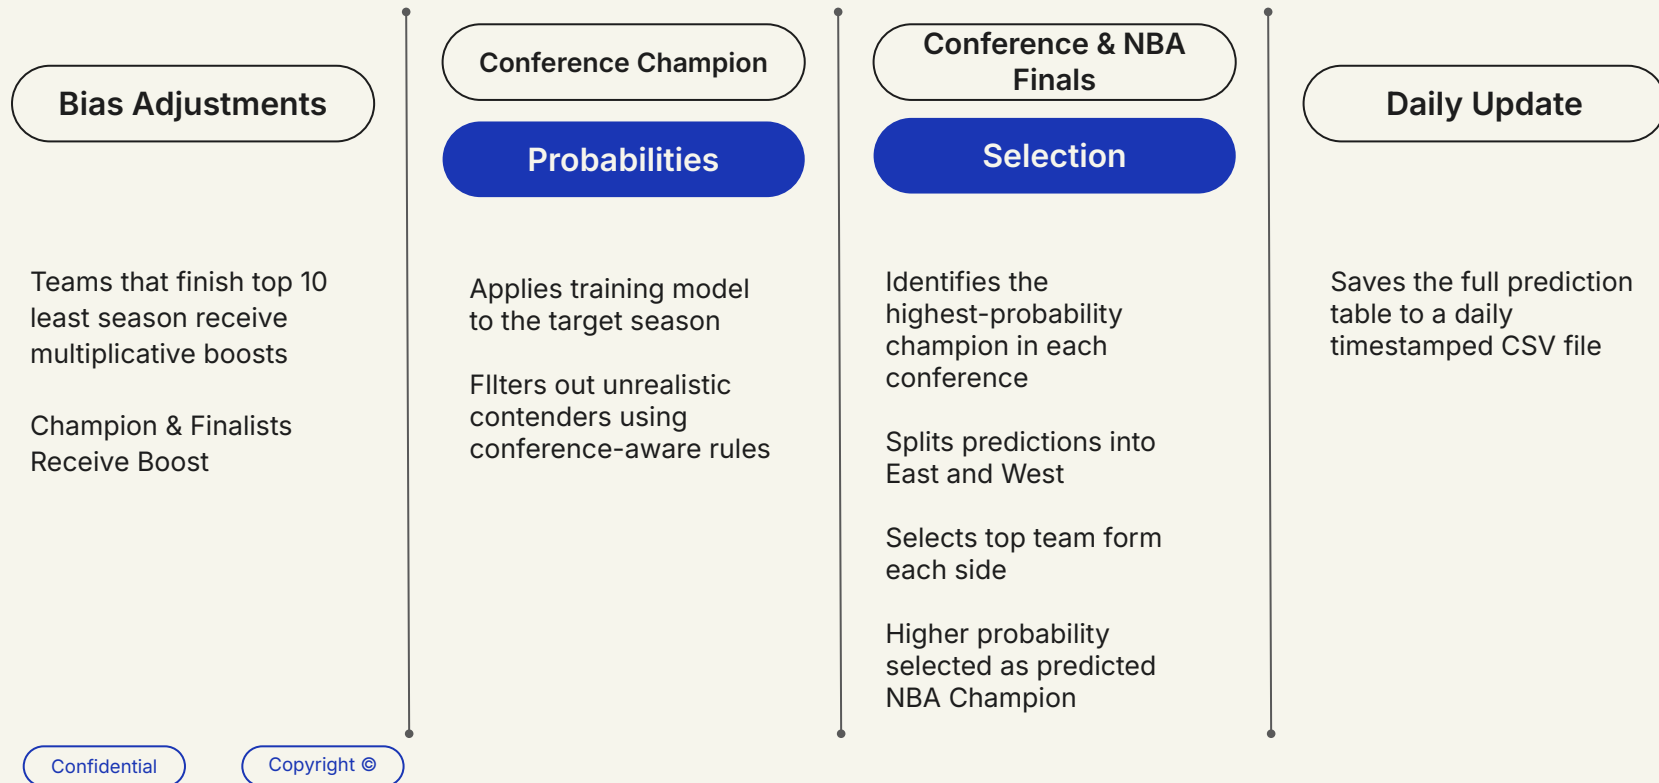 Bias Adjustments
Teams that finish top 10
least season receive
multiplicative boosts
Champion & Finalists
Receive Boost
Conference Champion
Probabilities
Applies training model
to the target season
FIlters out unrealistic
contenders using
conference-aware rules
Conference & NBA
Finals
Selection
Identifies the
highest-probability
champion in each
conference
Splits predictions into
East and West
Selects top team form
each side
Higher probability
selected as predicted
NBA Champion
Daily Update
Saves the full prediction
table to a daily
timestamped CSV file
Confidential
Copyright ©